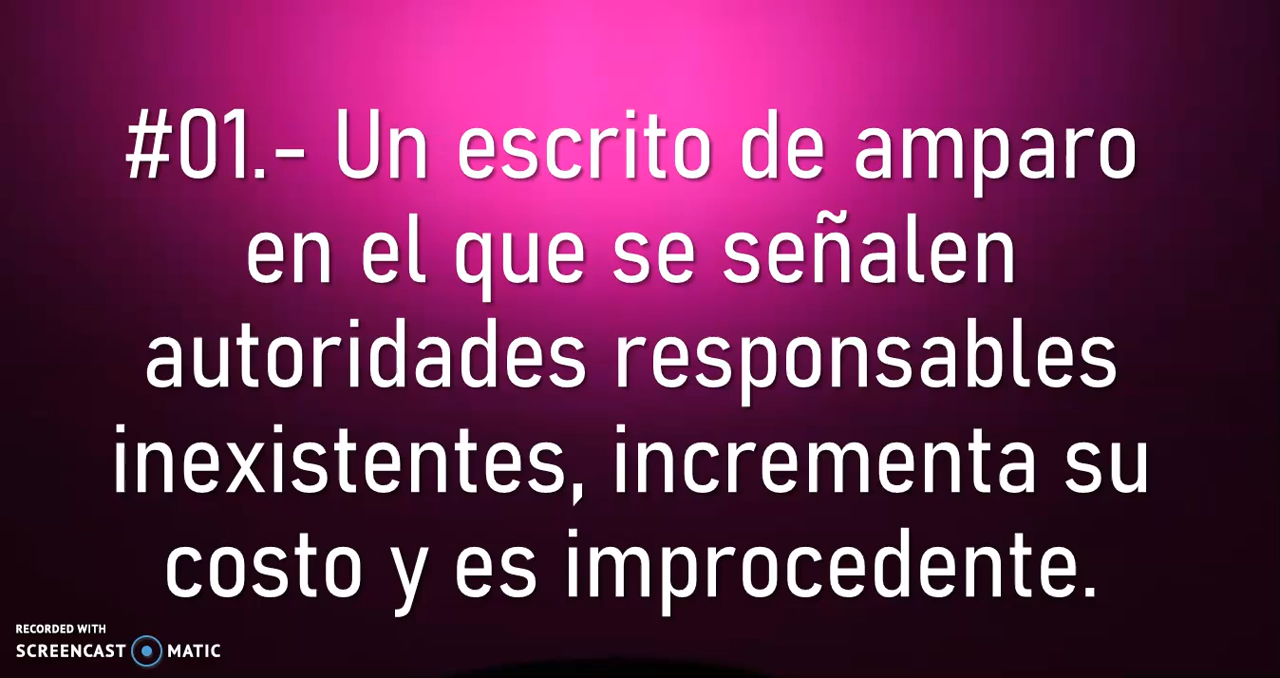 #01.- Un escrito de amparo
en el que se señalen
autoridades responsables
inexistentes, incrementa su
costo y es improcedente.
RECORDED WITH
SCREENCAST MATIC